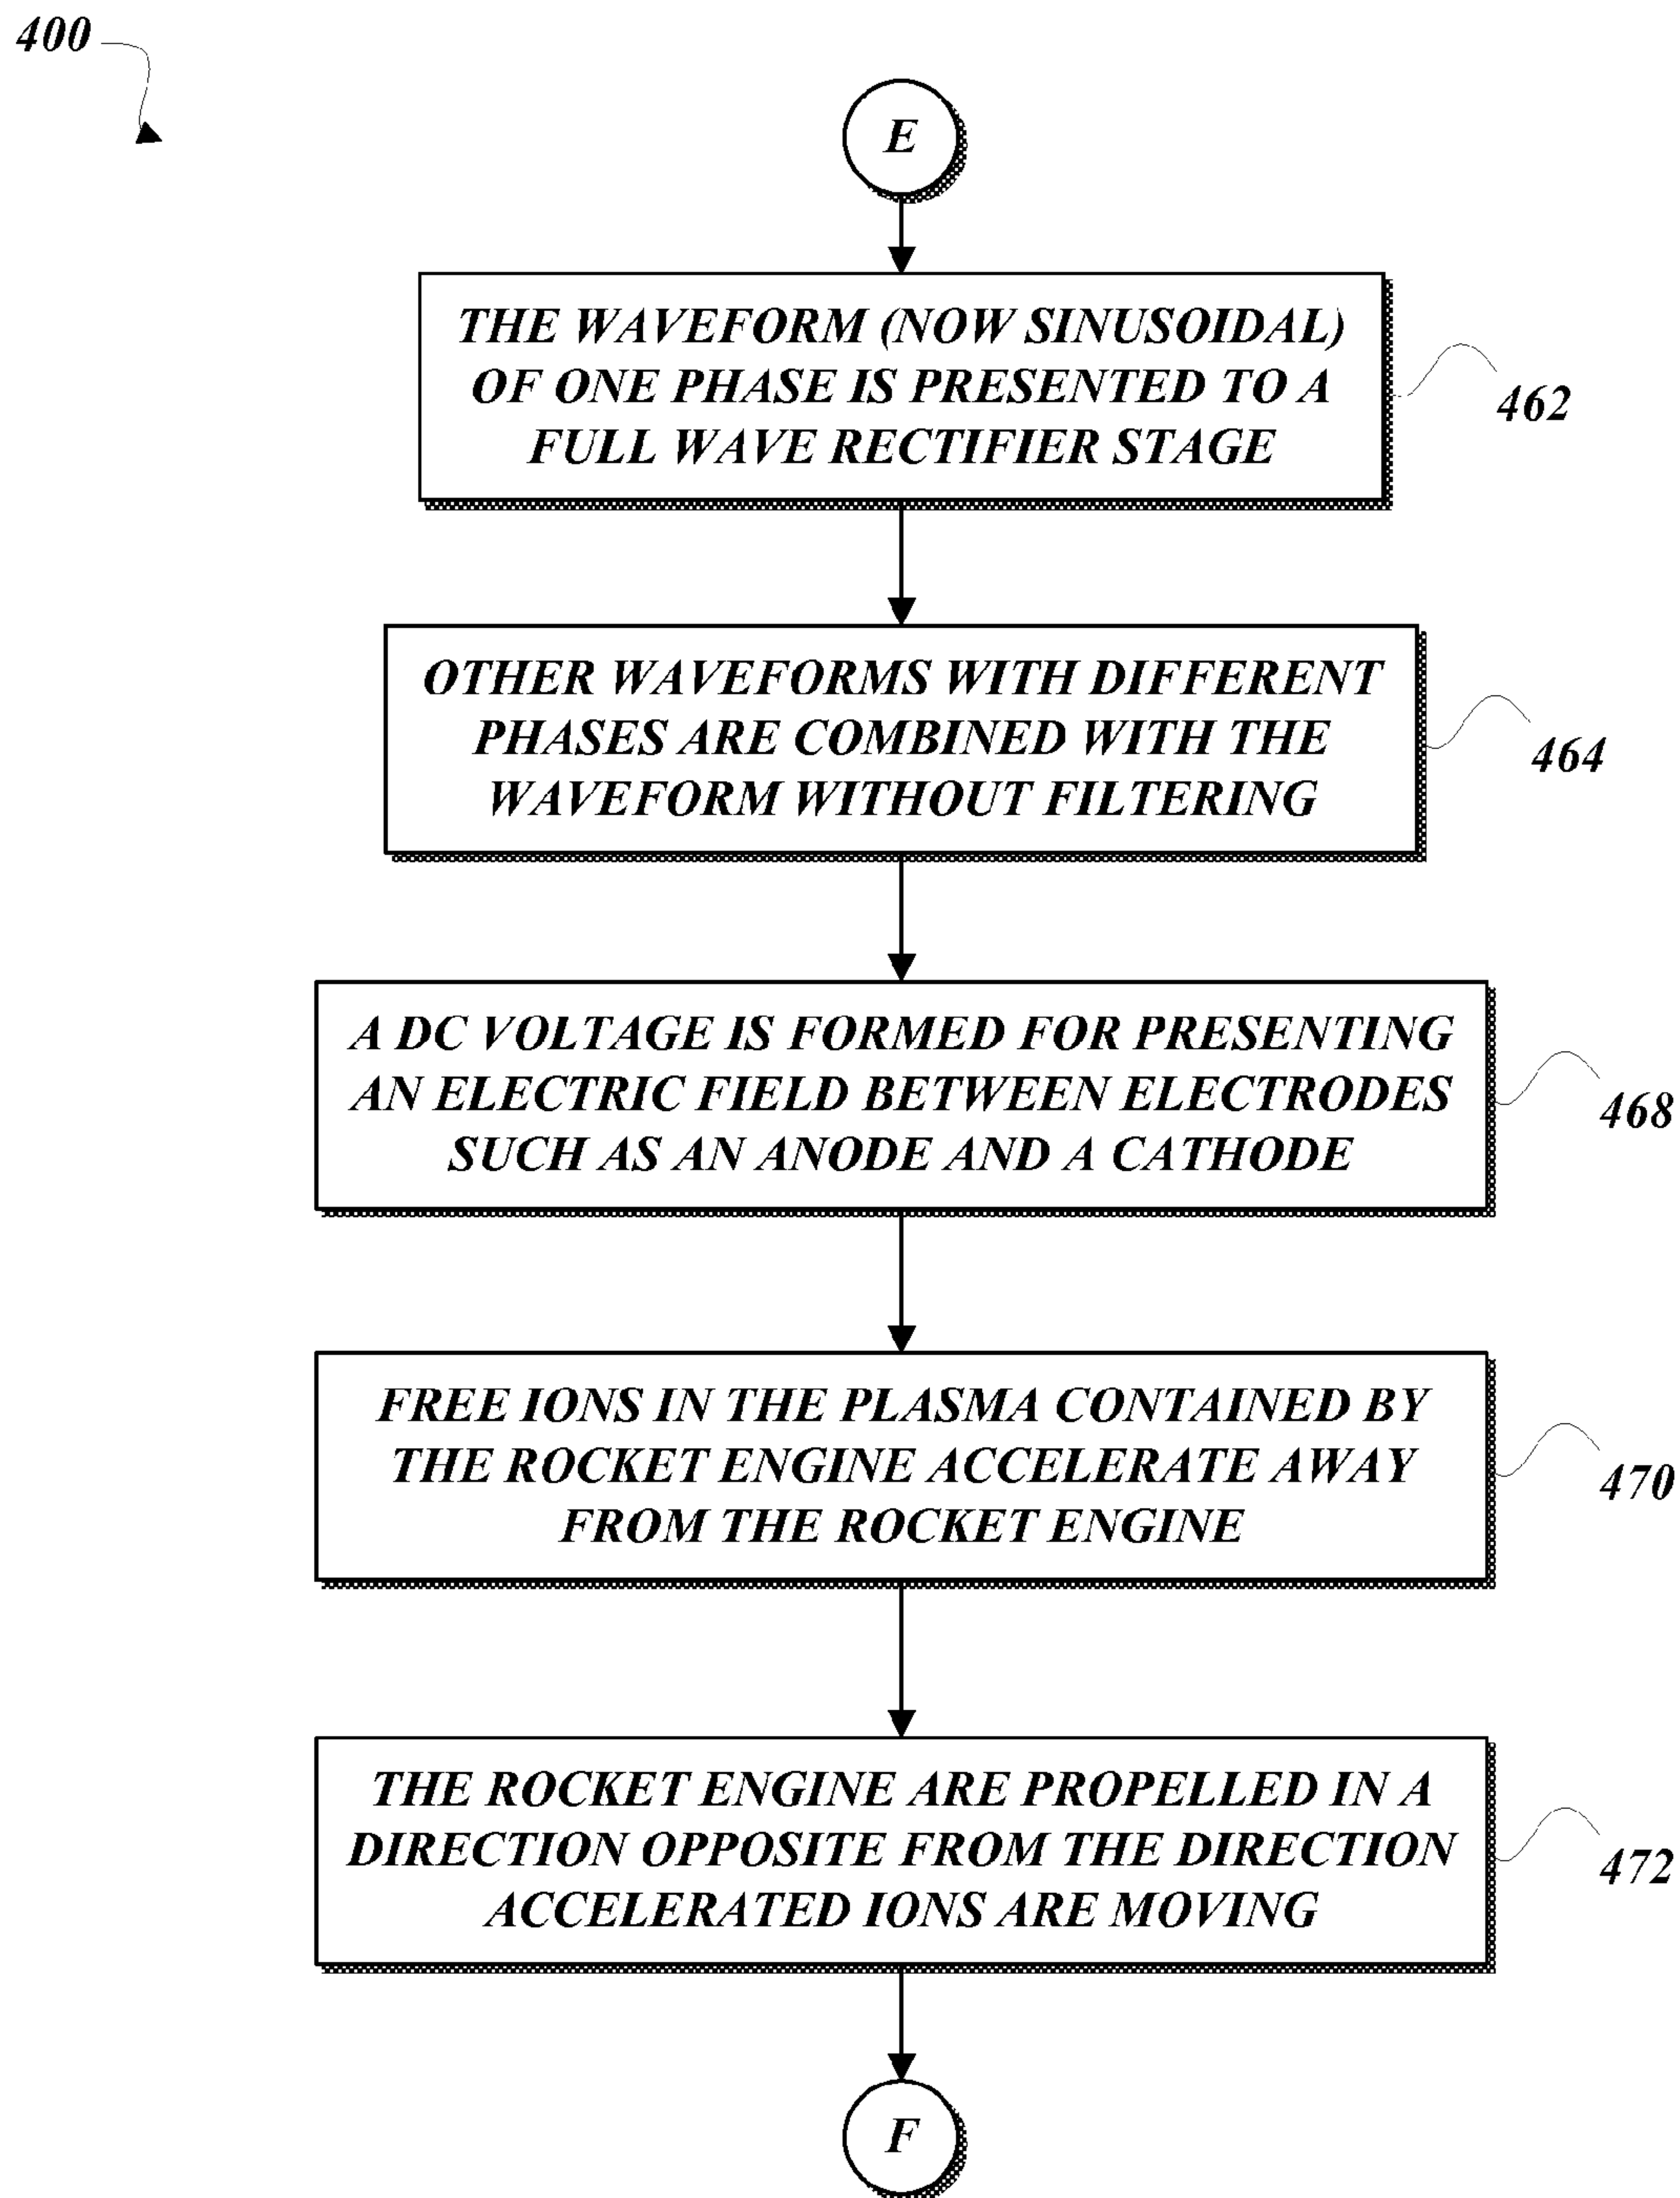 400
E
THE WAVEFORM (NOW SINUSOIDAL)
OF ONE PHASE IS PRESENTED TO A
FULL WAVE RECTIFIER STAGE
462
OTHER WAVEFORMS WITH DIFFERENT
PHASES ARE COMBINED WITH THE
WAVEFORM WITHOUT FILTERING
464
A DC VOLTAGE IS FORMED FOR PRESENTING
AN ELECTRIC FIELD BETWEEN ELECTRODES
SUCH AS AN ANODE AND A CATHODE
468
FREE IONS IN THE PLASMA CONTAINED BY
THE ROCKET ENGINE ACCELERATE AWAY
FROM THE ROCKET ENGINE
470
THE ROCKET ENGINE ARE PROPELLED IN A
DIRECTION OPPOSITE FROM THE DIRECTION
ACCELERATED IONS ARE MOVING
472
F